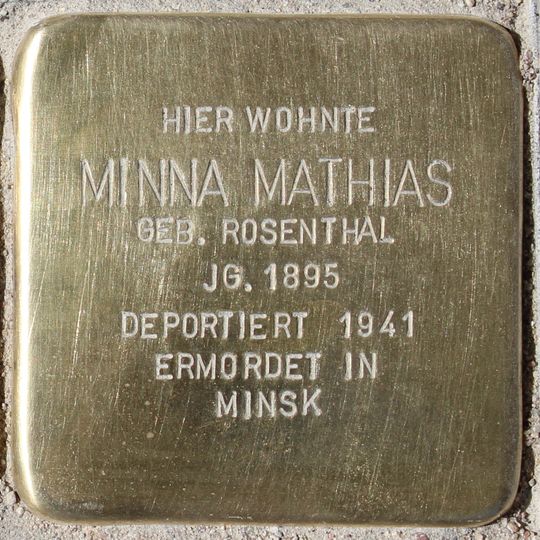 HIER WOHNTE
MINNA MATHIAS
GEB. ROSENTHAL
JG. 1895
DEPORTIERT 1941
ERMORDET IN
MINSK